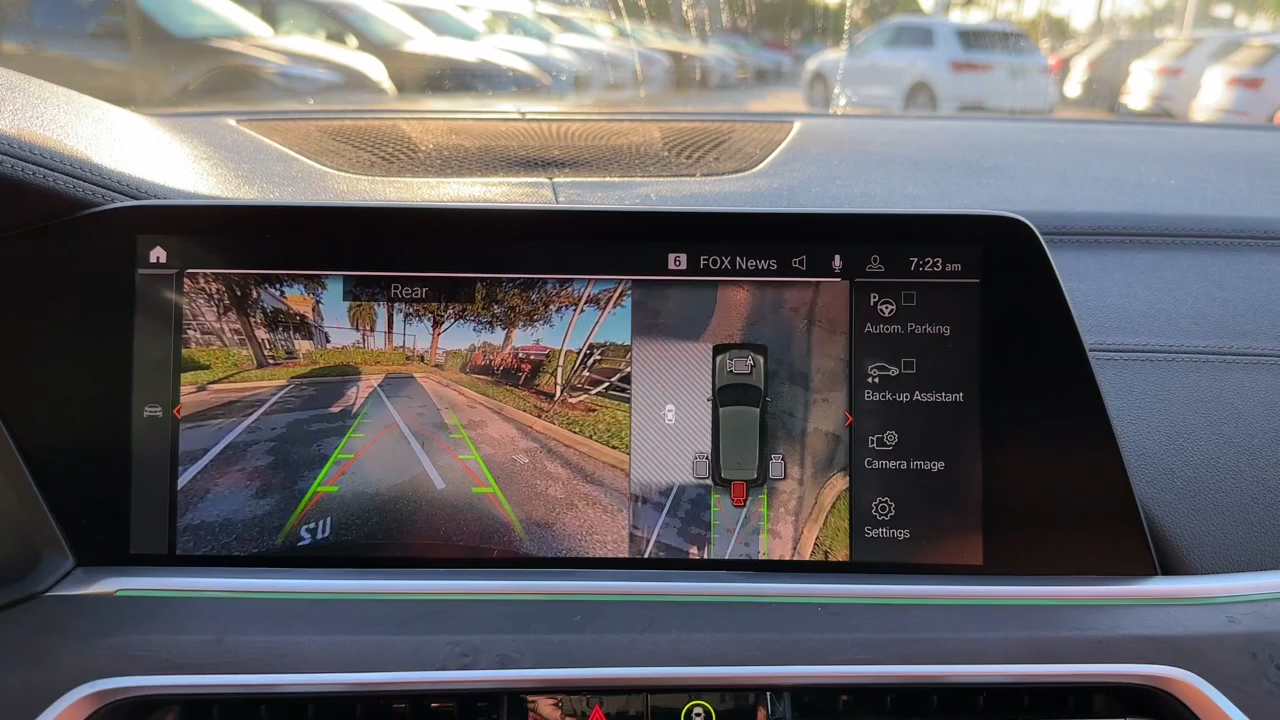 6 FOX News 7:23 am
Rear
P
Autom. Parking
A
Back-up Assistant
Camera image
Settings